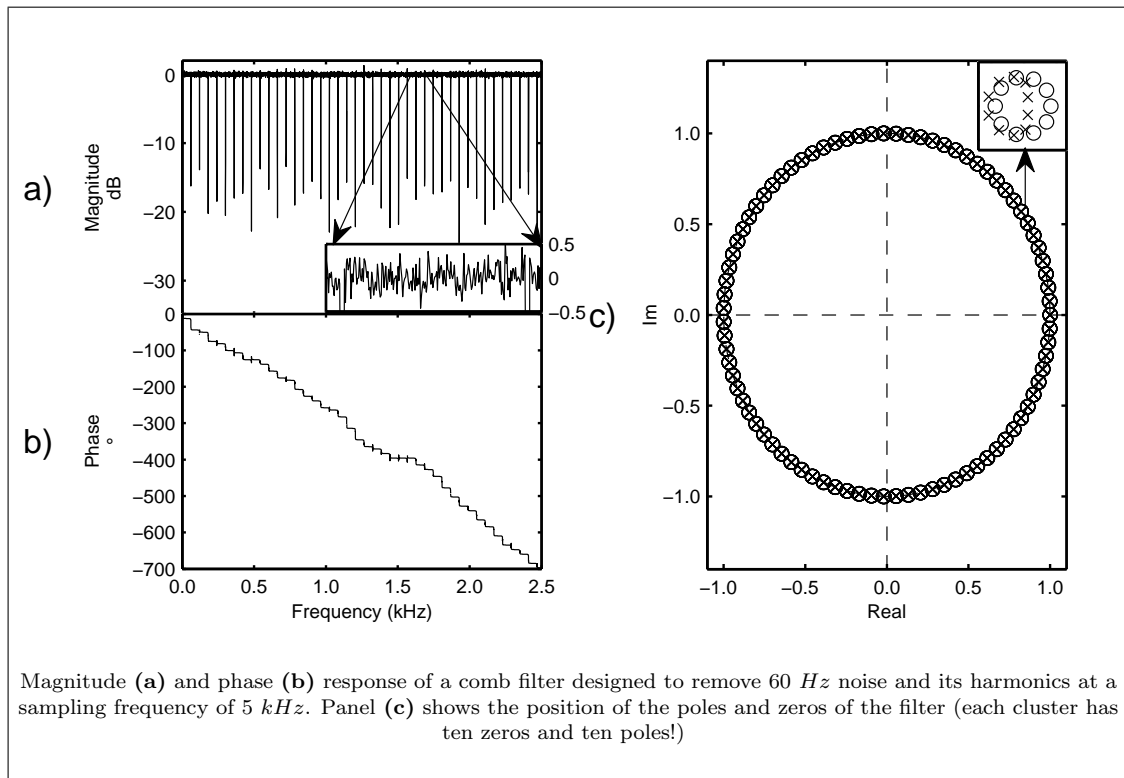 a)
Magnitude
dB
0
−10
−20
−30
0.5
0
−0.5
b)
Phase
°
0
−100
−200
−300
−400
−500
−600
−700
0.0 0.5 1.0 1.5 2.0 2.5
Frequency (kHz)
c)
Im
1.0
0.5
0.0
−0.5
−1.0
−1.0 −0.5 0.0 0.5 1.0
Real
Magnitude (a) and phase (b) response of a comb filter designed to remove 60 Hz noise and its harmonics at a
sampling frequency of 5 kHz. Panel (c) shows the position of the poles and zeros of the filter (each cluster has
ten zeros and ten poles!)